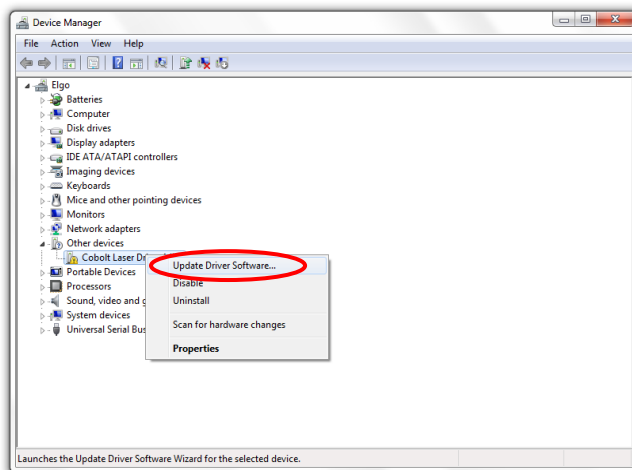 Device Manager
File Action View Help
Elgo
Batteries
Computer
Disk drives
Display adapters
IDE ATA/ATAPI controllers
Imaging devices
Keyboards
Mice and other pointing devices
Monitors
Network adapters
Other devices
Cobolt Laser
Update Driver Software...
Portable Devices
Disable
Processors
Uninstall
Sound, video and
System devices
Scan for hardware changes
Universal Serial
Properties
Launches the Update Driver Software Wizard for the selected device.